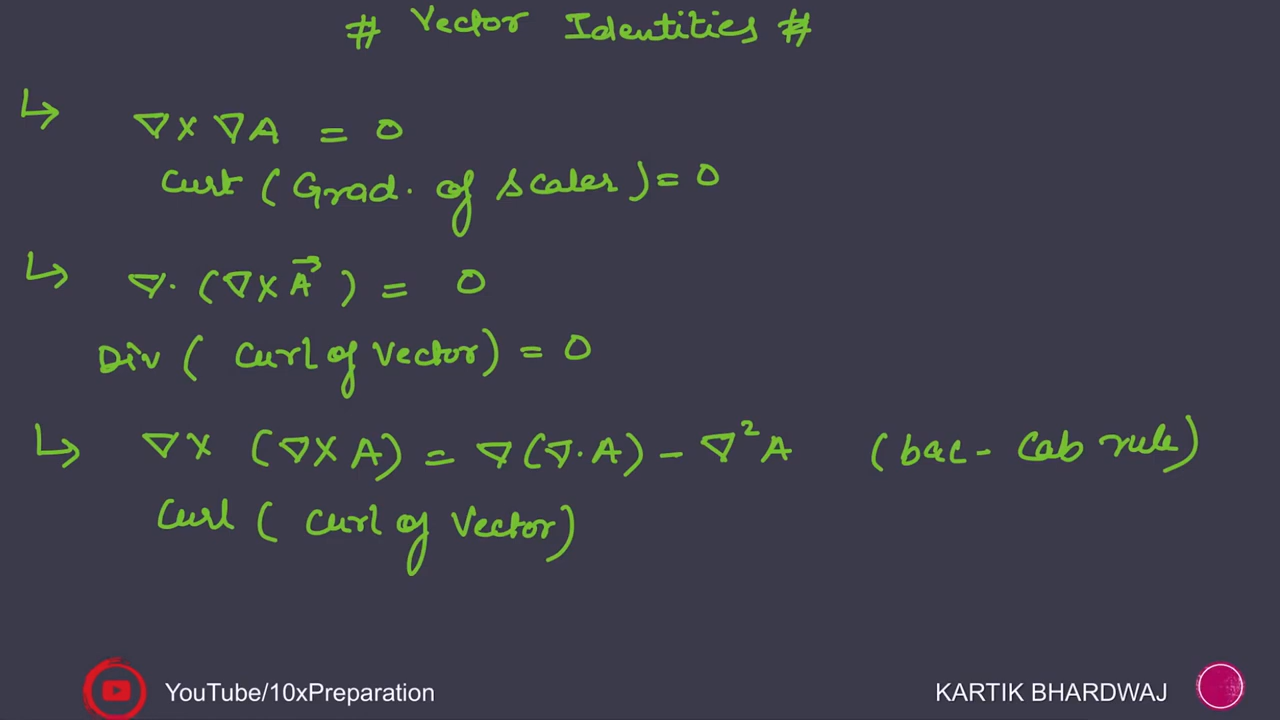 # Vector Identities #
↳ ∇×∇A = 0
Curl (Grad. of Scaler) = 0
↳ ∇·(∇×A⃗) = 0
Div (Curl of Vector) = 0
↳ ∇× (∇×A) = ∇(∇·A) - ∇²A (bac - Cab rule)
Curl (Curl of Vector)
YouTube/10xPreparation
KARTIK BHARDWAJ